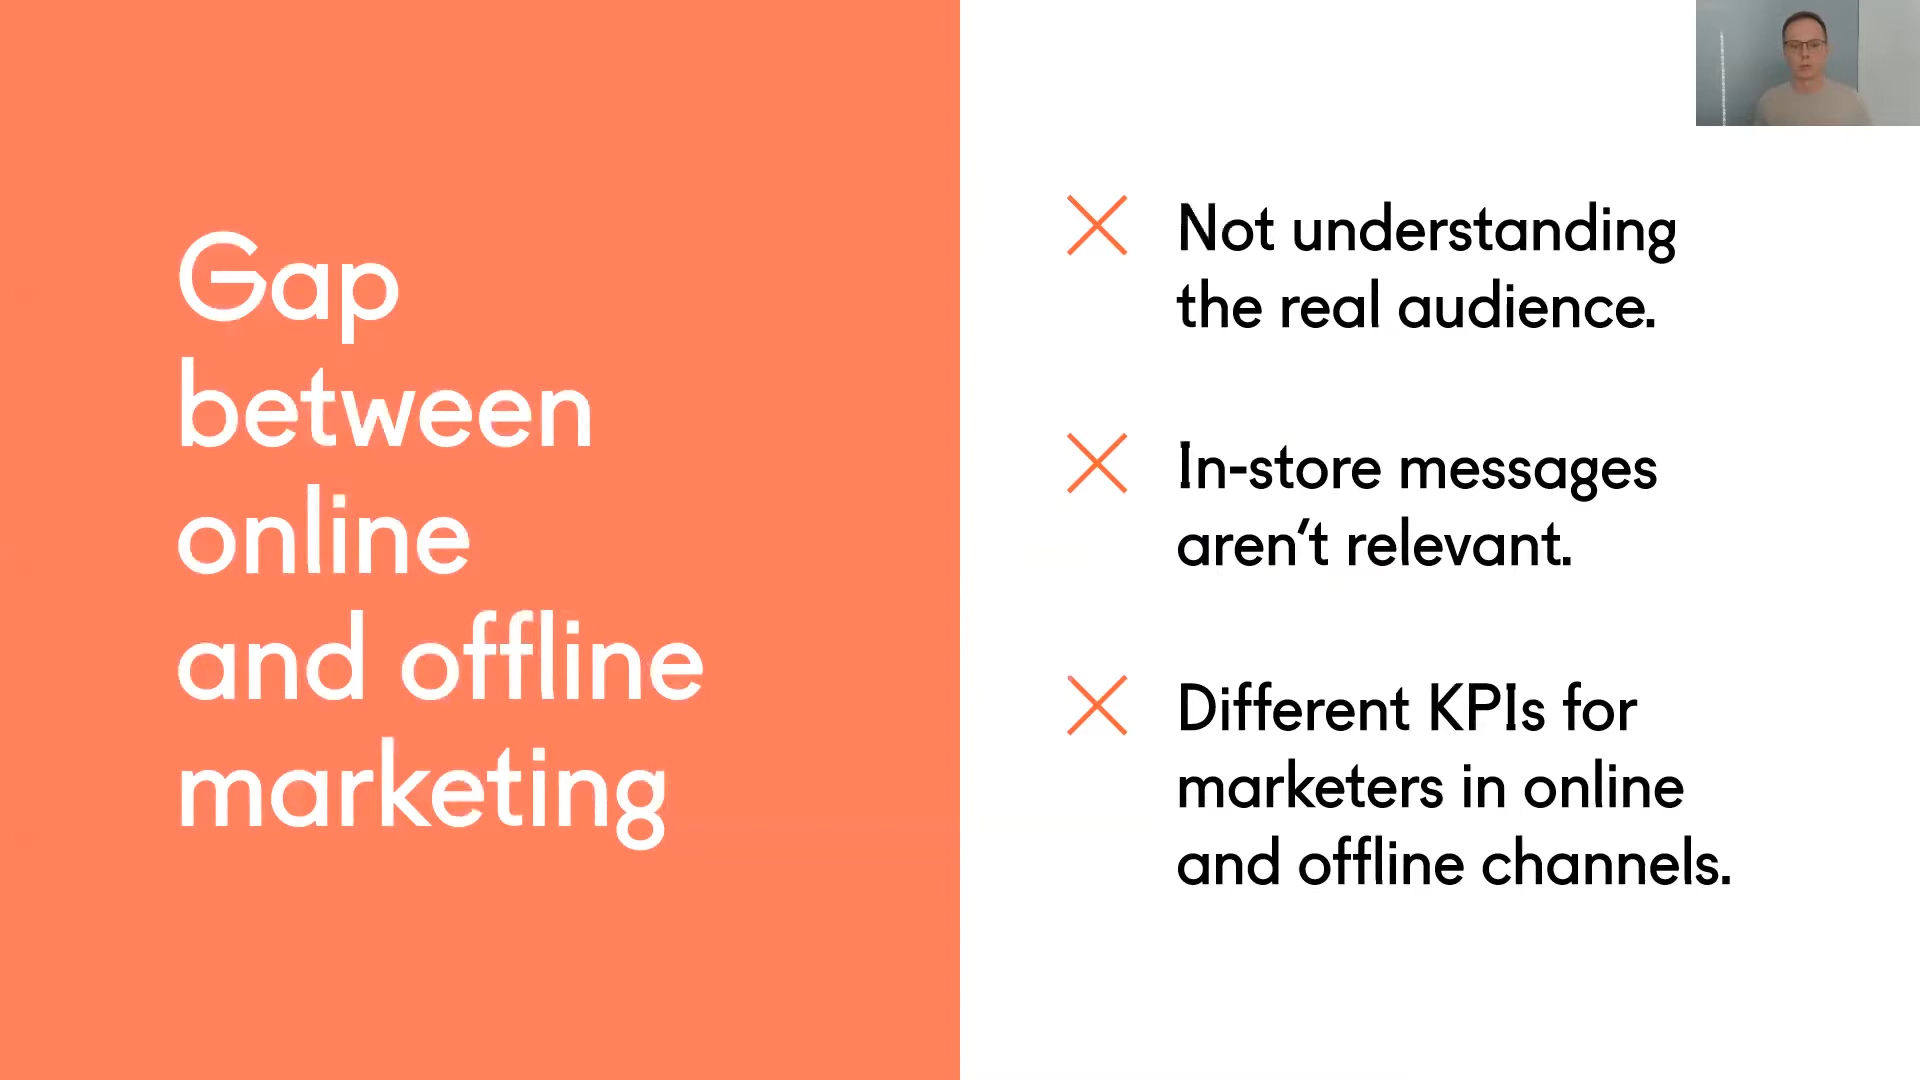 Gap
between
online
and offline
marketing
Not understanding
the real audience.
In-store messages
aren’t relevant.
Different KPIs for
marketers in online
and offline channels.